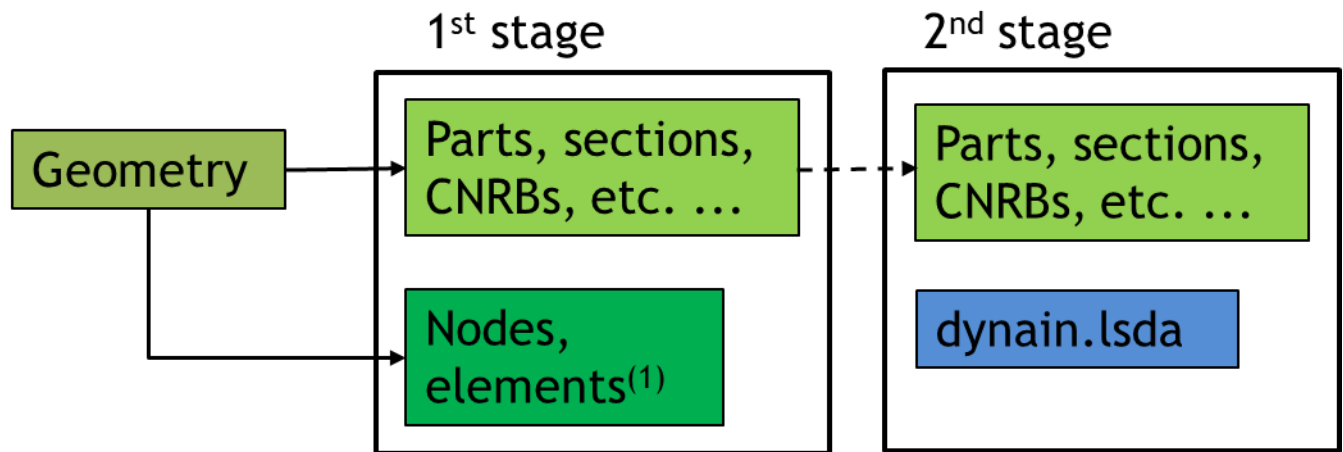 1st stage
2nd stage
Geometry
Parts, sections,
CNRBs, etc. ...
Parts, sections,
CNRBs, etc. ...
Nodes,
elements(1)
dynain.lsda